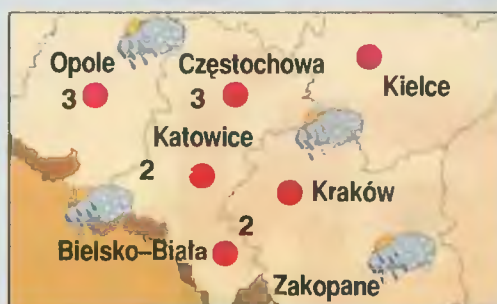 Opole
3
Częstochowa
3
Kielce
Katowice
2
Kraków
2
Bielsko–Biała
Zakopane